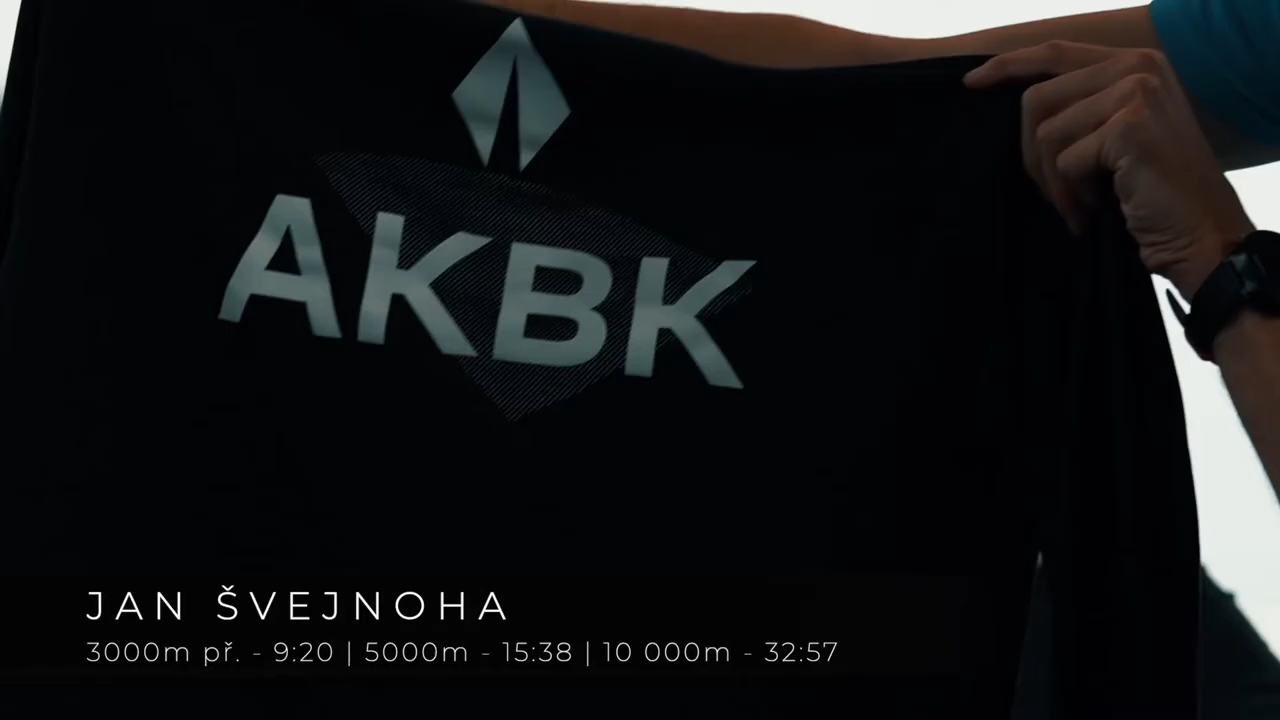 AKBK
JAN ŠVEJNOHA
3000m př. - 9:20 | 5000m - 15:38 | 10 000m - 32:57